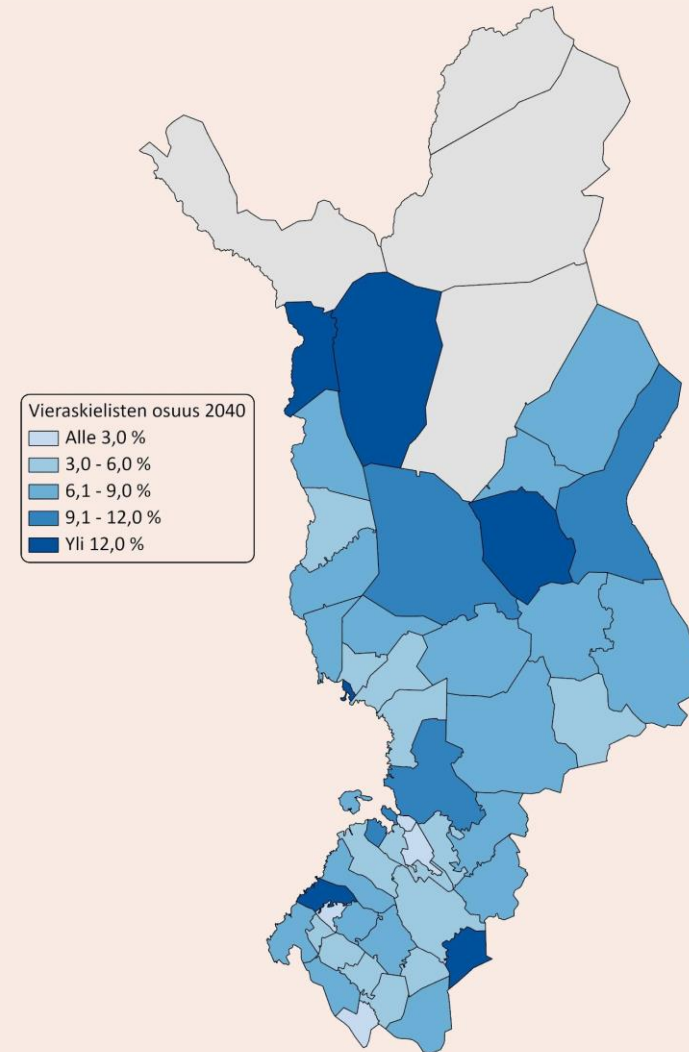 Vieraskielisten osuus 2040
Alle 3,0 %
3,0 - 6,0 %
6,1 - 9,0 %
9,1 - 12,0 %
Yli 12,0 %